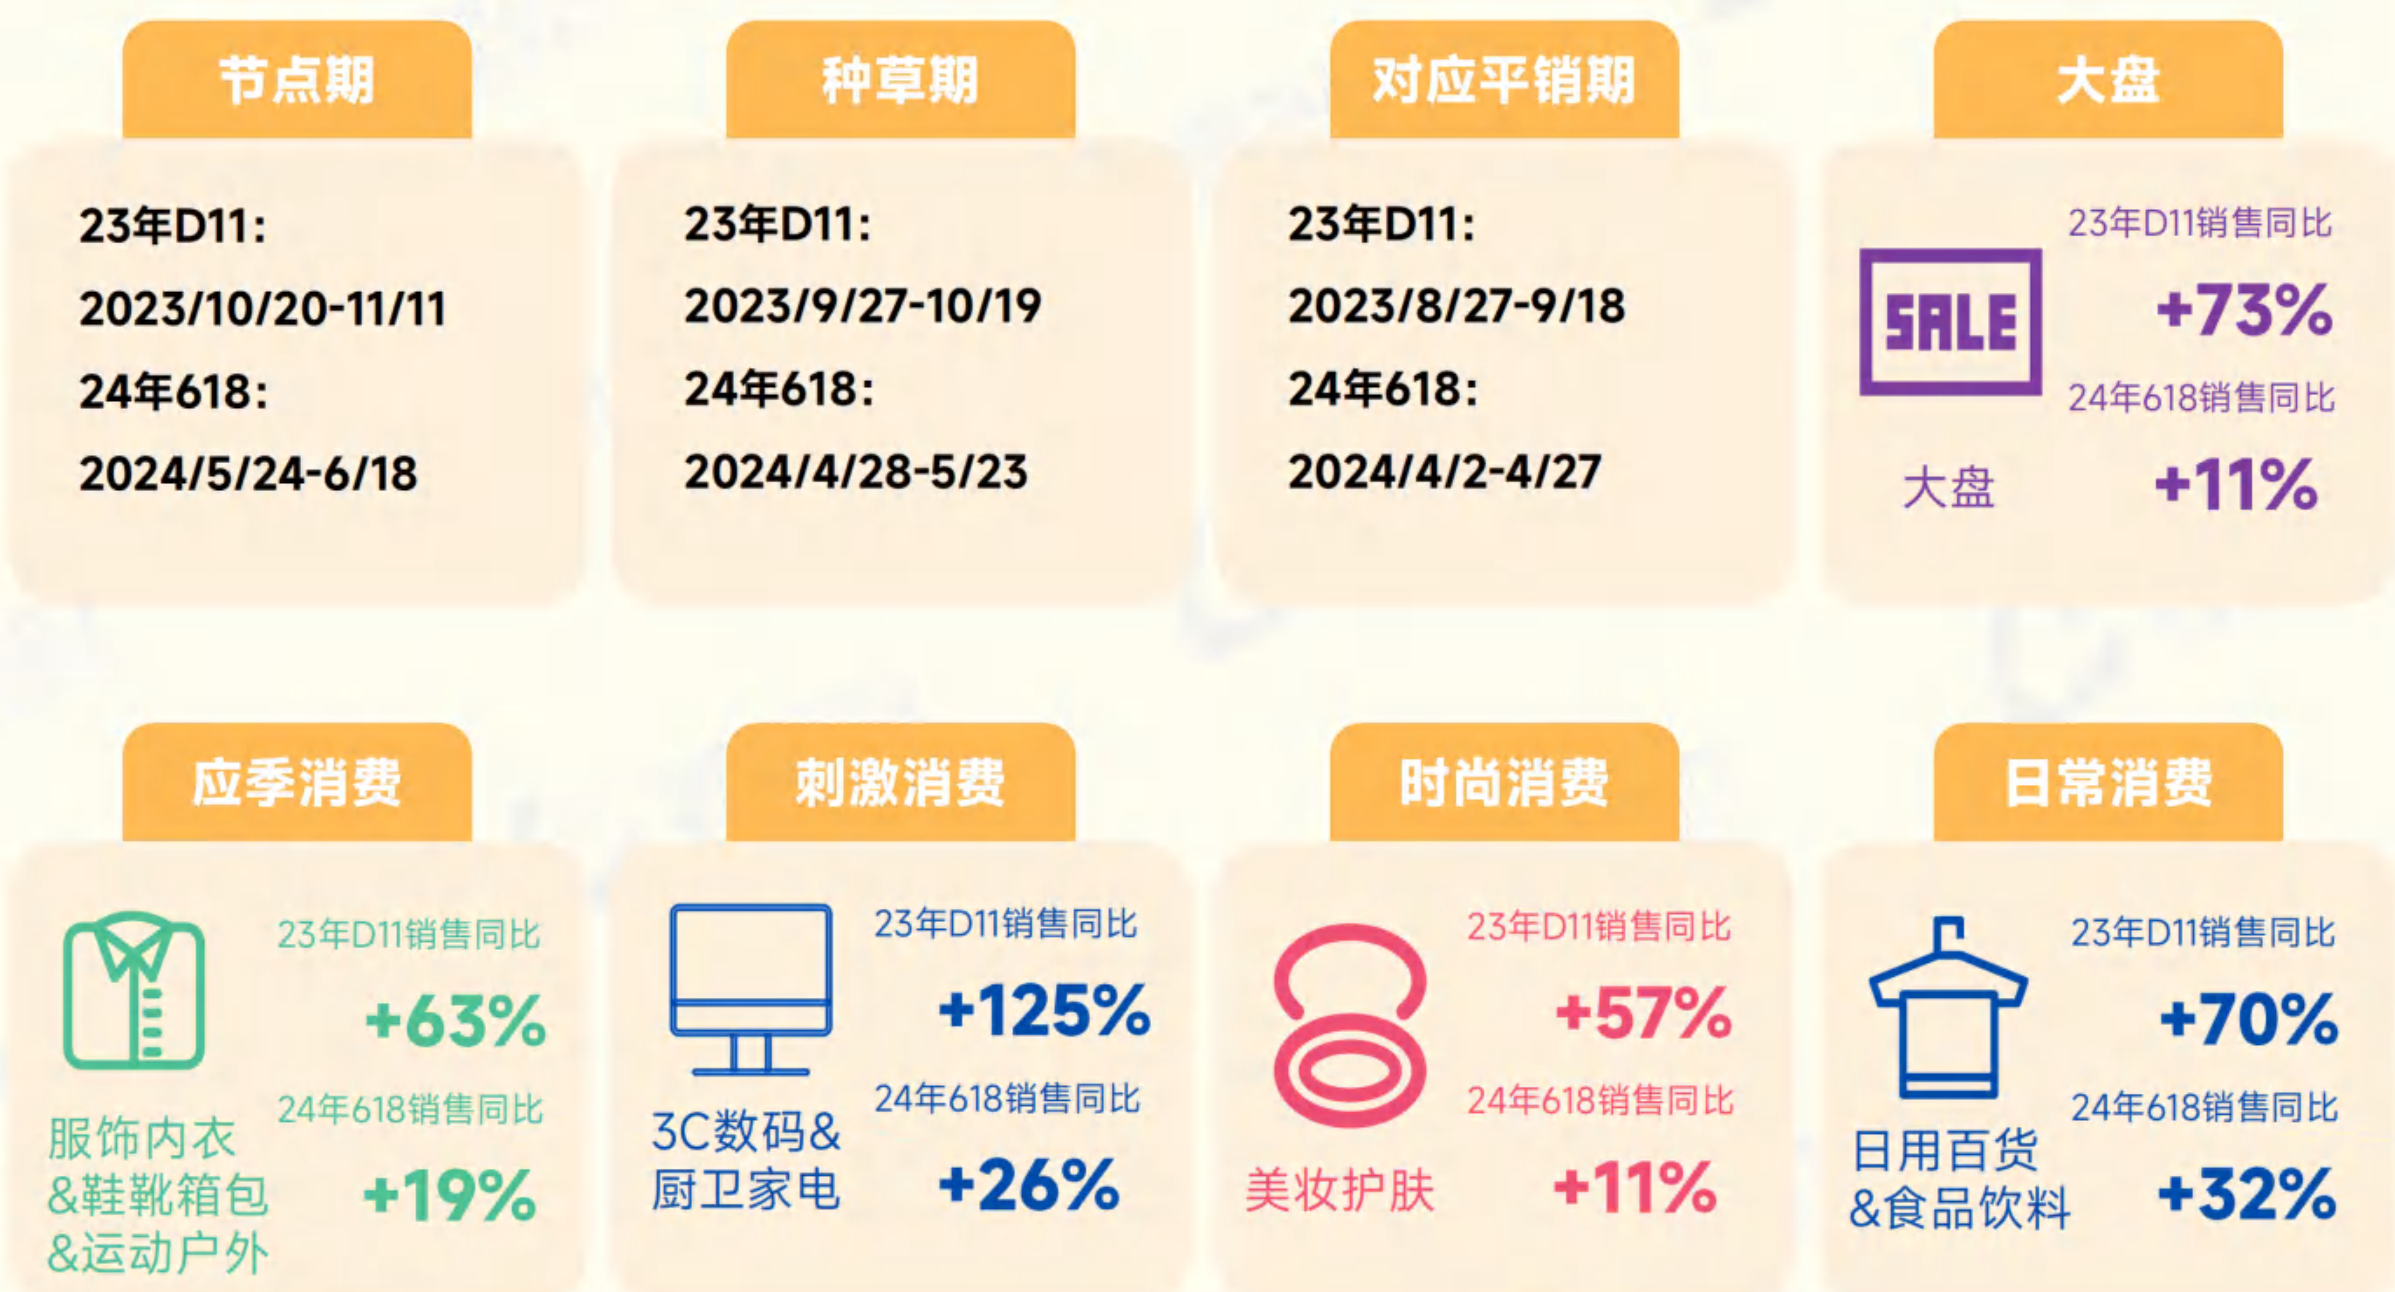 节点期
23年D11:
2023/10/20-11/11
24年618:
2024/5/24-6/18
种草期
23年D11:
2023/9/27-10/19
24年618:
2024/4/28-5/23
对应平销期
23年D11:
2023/8/27-9/18
24年618:
2024/4/2-4/27
大盘
SALE
大盘
23年D11销售同比
+73%
24年618销售同比
+11%
应季消费
服饰内衣
&鞋靴箱包
&运动户外
23年D11销售同比
+63%
24年618销售同比
+19%
刺激消费
3C数码&
厨卫家电
23年D11销售同比
+125%
24年618销售同比
+26%
时尚消费
美妆护肤
23年D11销售同比
+57%
24年618销售同比
+11%
日常消费
日用百货
&食品饮料
23年D11销售同比
+70%
24年618销售同比
+32%